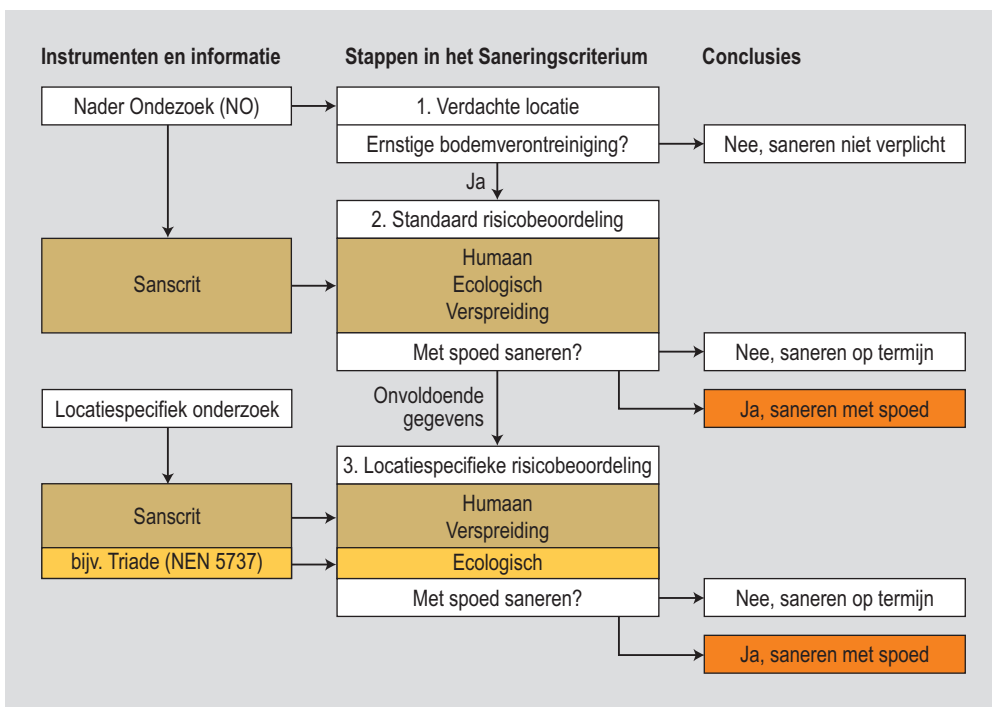 Instrumenten en informatie
Stappen in het Saneringscriterium
Conclusies
Nader Ondezoek (NO)
1. Verdachte locatie
Ernstige bodemverontreiniging?
Nee, saneren niet verplicht
Ja
2. Standaard risicobeoordeling
Sanscrit
Humaan
Ecologisch
Verspreiding
Met spoed saneren?
Nee, saneren op termijn
Ja, saneren met spoed
Onvoldoende
gegevens
Locatiespecifiek onderzoek
3. Locatiespecifieke risicobeoordeling
Sanscrit
Humaan
Verspreiding
bijv. Triade (NEN 5737)
Ecologisch
Met spoed saneren?
Nee, saneren op termijn
Ja, saneren met spoed